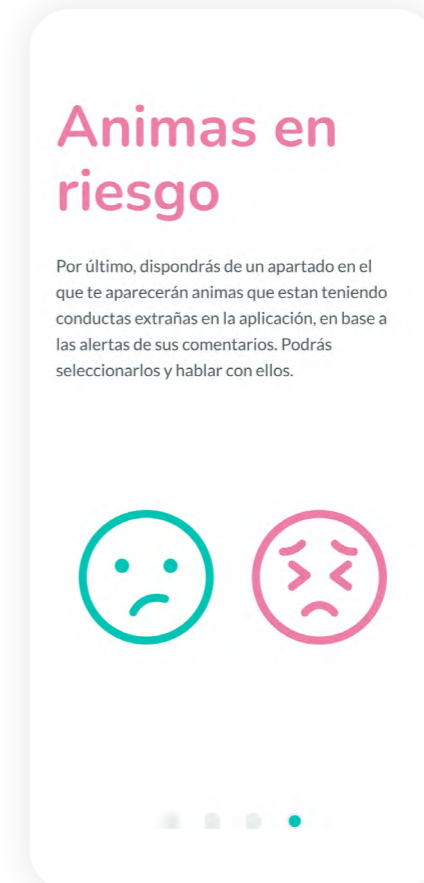 Animas en
riesgo
Por último, dispondrás de un apartado en el
que te aparecerán animas que estan teniendo
conductas extrañas en la aplicación, en base a
las alertas de sus comentarios. Podrás
seleccionarlos y hablar con ellos.